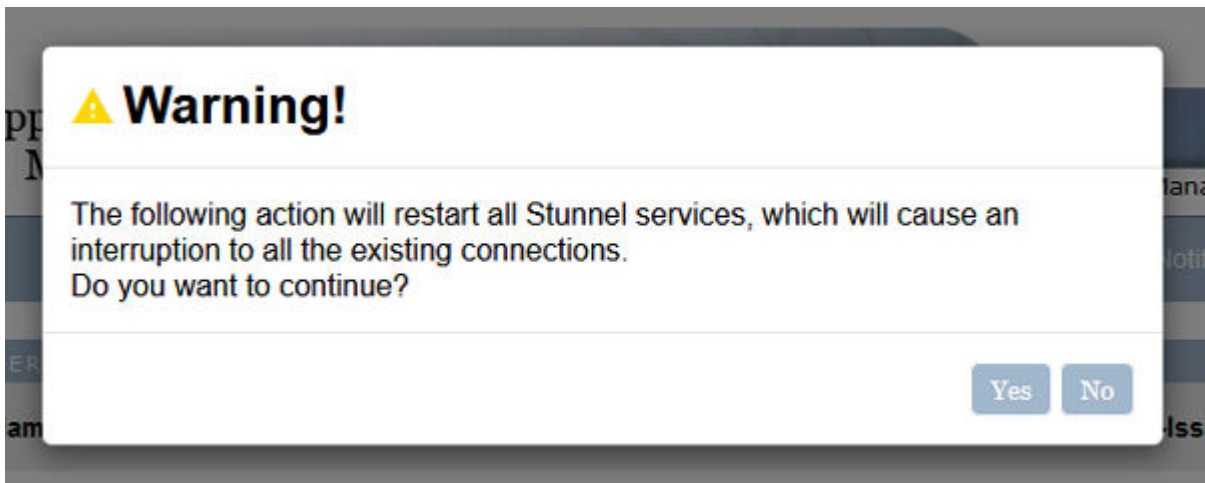 Warning!
The following action will restart all Stunnel services, which will cause an
interruption to all the existing connections.
Do you want to continue?
Yes No